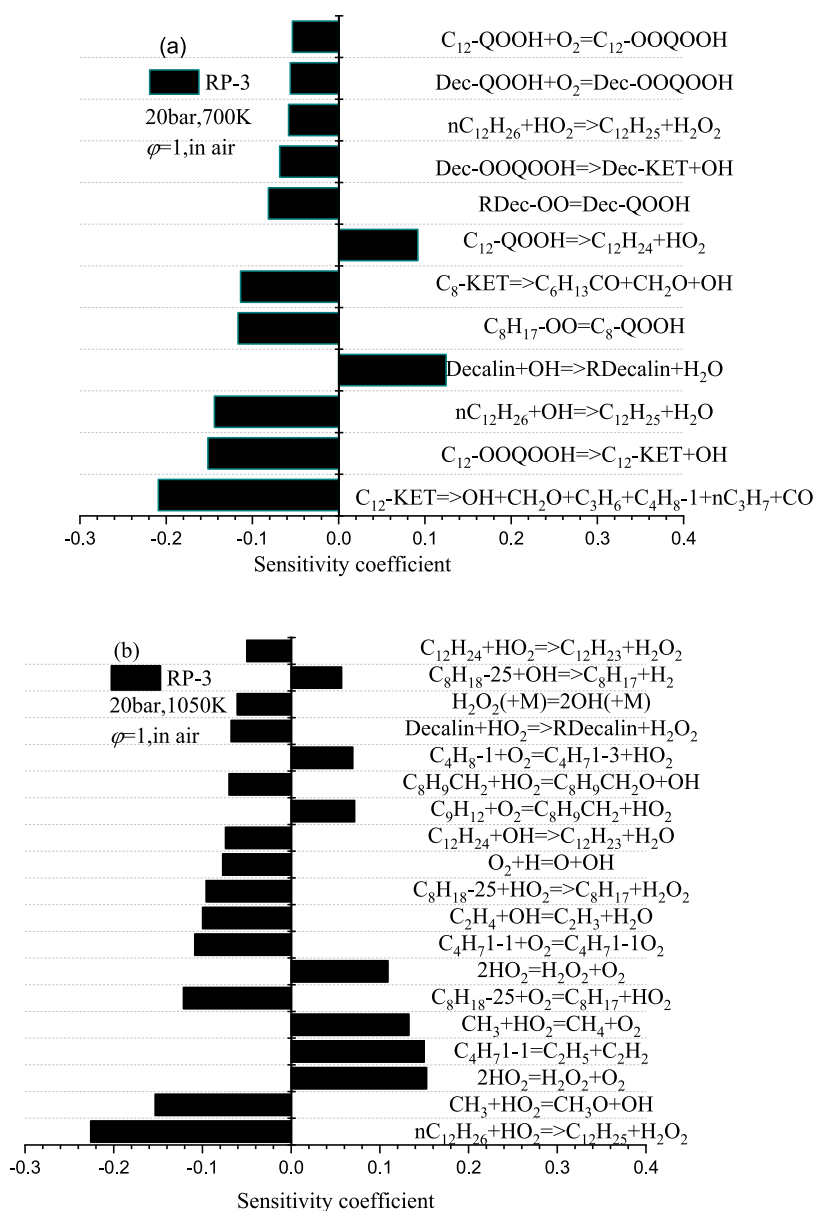 (a)
RP-3
20bar,700K
φ=1,in air
C₁₂-QOOH+O₂=C₁₂-OOQOOH
Dec-QOOH+O₂=Dec-OOQOOH
nC₁₂H₂₆+HO₂=>C₁₂H₂₅+H₂O₂
Dec-OOQOOH=>Dec-KET+OH
RDec-OO=Dec-QOOH
C₁₂-QOOH=>C₁₂H₂₄+HO₂
C₈-KET=>C₆H₁₃CO+CH₂O+OH
C₈H₁₇-OO=C₈-QOOH
Decalin+OH=>RDecalin+H₂O
nC₁₂H₂₆+OH=>C₁₂H₂₅+H₂O
C₁₂-OOQOOH=>C₁₂-KET+OH
C₁₂-KET=>OH+CH₂O+C₃H₆+C₄H₈-1+nC₃H₇+CO
-0.3 -0.2 -0.1 0.0 0.1 0.2 0.3 0.4
Sensitivity coefficient
(b)
RP-3
20bar,1050K
φ=1,in air
C₁₂H₂₄+HO₂=>C₁₂H₂₃+H₂O₂
C₈H₁₈-25+OH=>C₈H₁₇+H₂
H₂O₂(+M)=2OH(+M)
Decalin+HO₂=>RDecalin+H₂O₂
C₄H₈-1+O₂=C₄H₇1-3+HO₂
C₈H₉CH₂+HO₂=C₈H₉CH₂O+OH
C₉H₁₂+O₂=C₈H₉CH₂+HO₂
C₁₂H₂₄+OH=>C₁₂H₂₃+H₂O
O₂+H=O+OH
C₈H₁₈-25+HO₂=>C₈H₁₇+H₂O₂
C₂H₄+OH=C₂H₃+H₂O
C₄H₇1-1+O₂=C₄H₇1-1O₂
2HO₂=H₂O₂+O₂
C₈H₁₈-25+O₂=C₈H₁₇+HO₂
CH₃+HO₂=CH₄+O₂
C₄H₇1-1=C₂H₅+C₂H₂
2HO₂=H₂O₂+O₂
CH₃+HO₂=CH₃O+OH
nC₁₂H₂₆+HO₂=>C₁₂H₂₅+H₂O₂
-0.3 -0.2 -0.1 0.0 0.1 0.2 0.3 0.4
Sensitivity coefficient